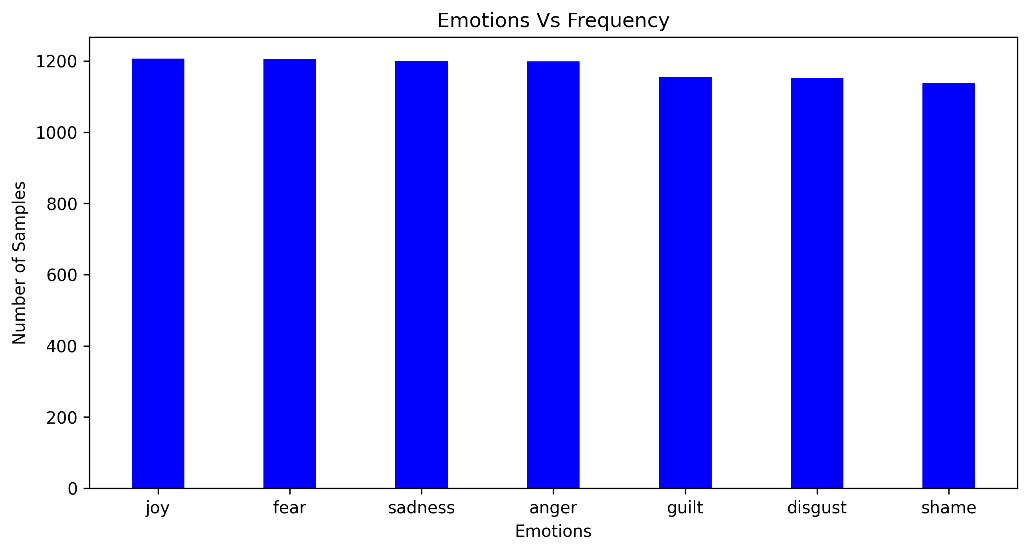 Emotions Vs Frequency
Number of Samples
1200
1000
800
600
400
200
0
joy fear sadness anger guilt disgust shame
Emotions